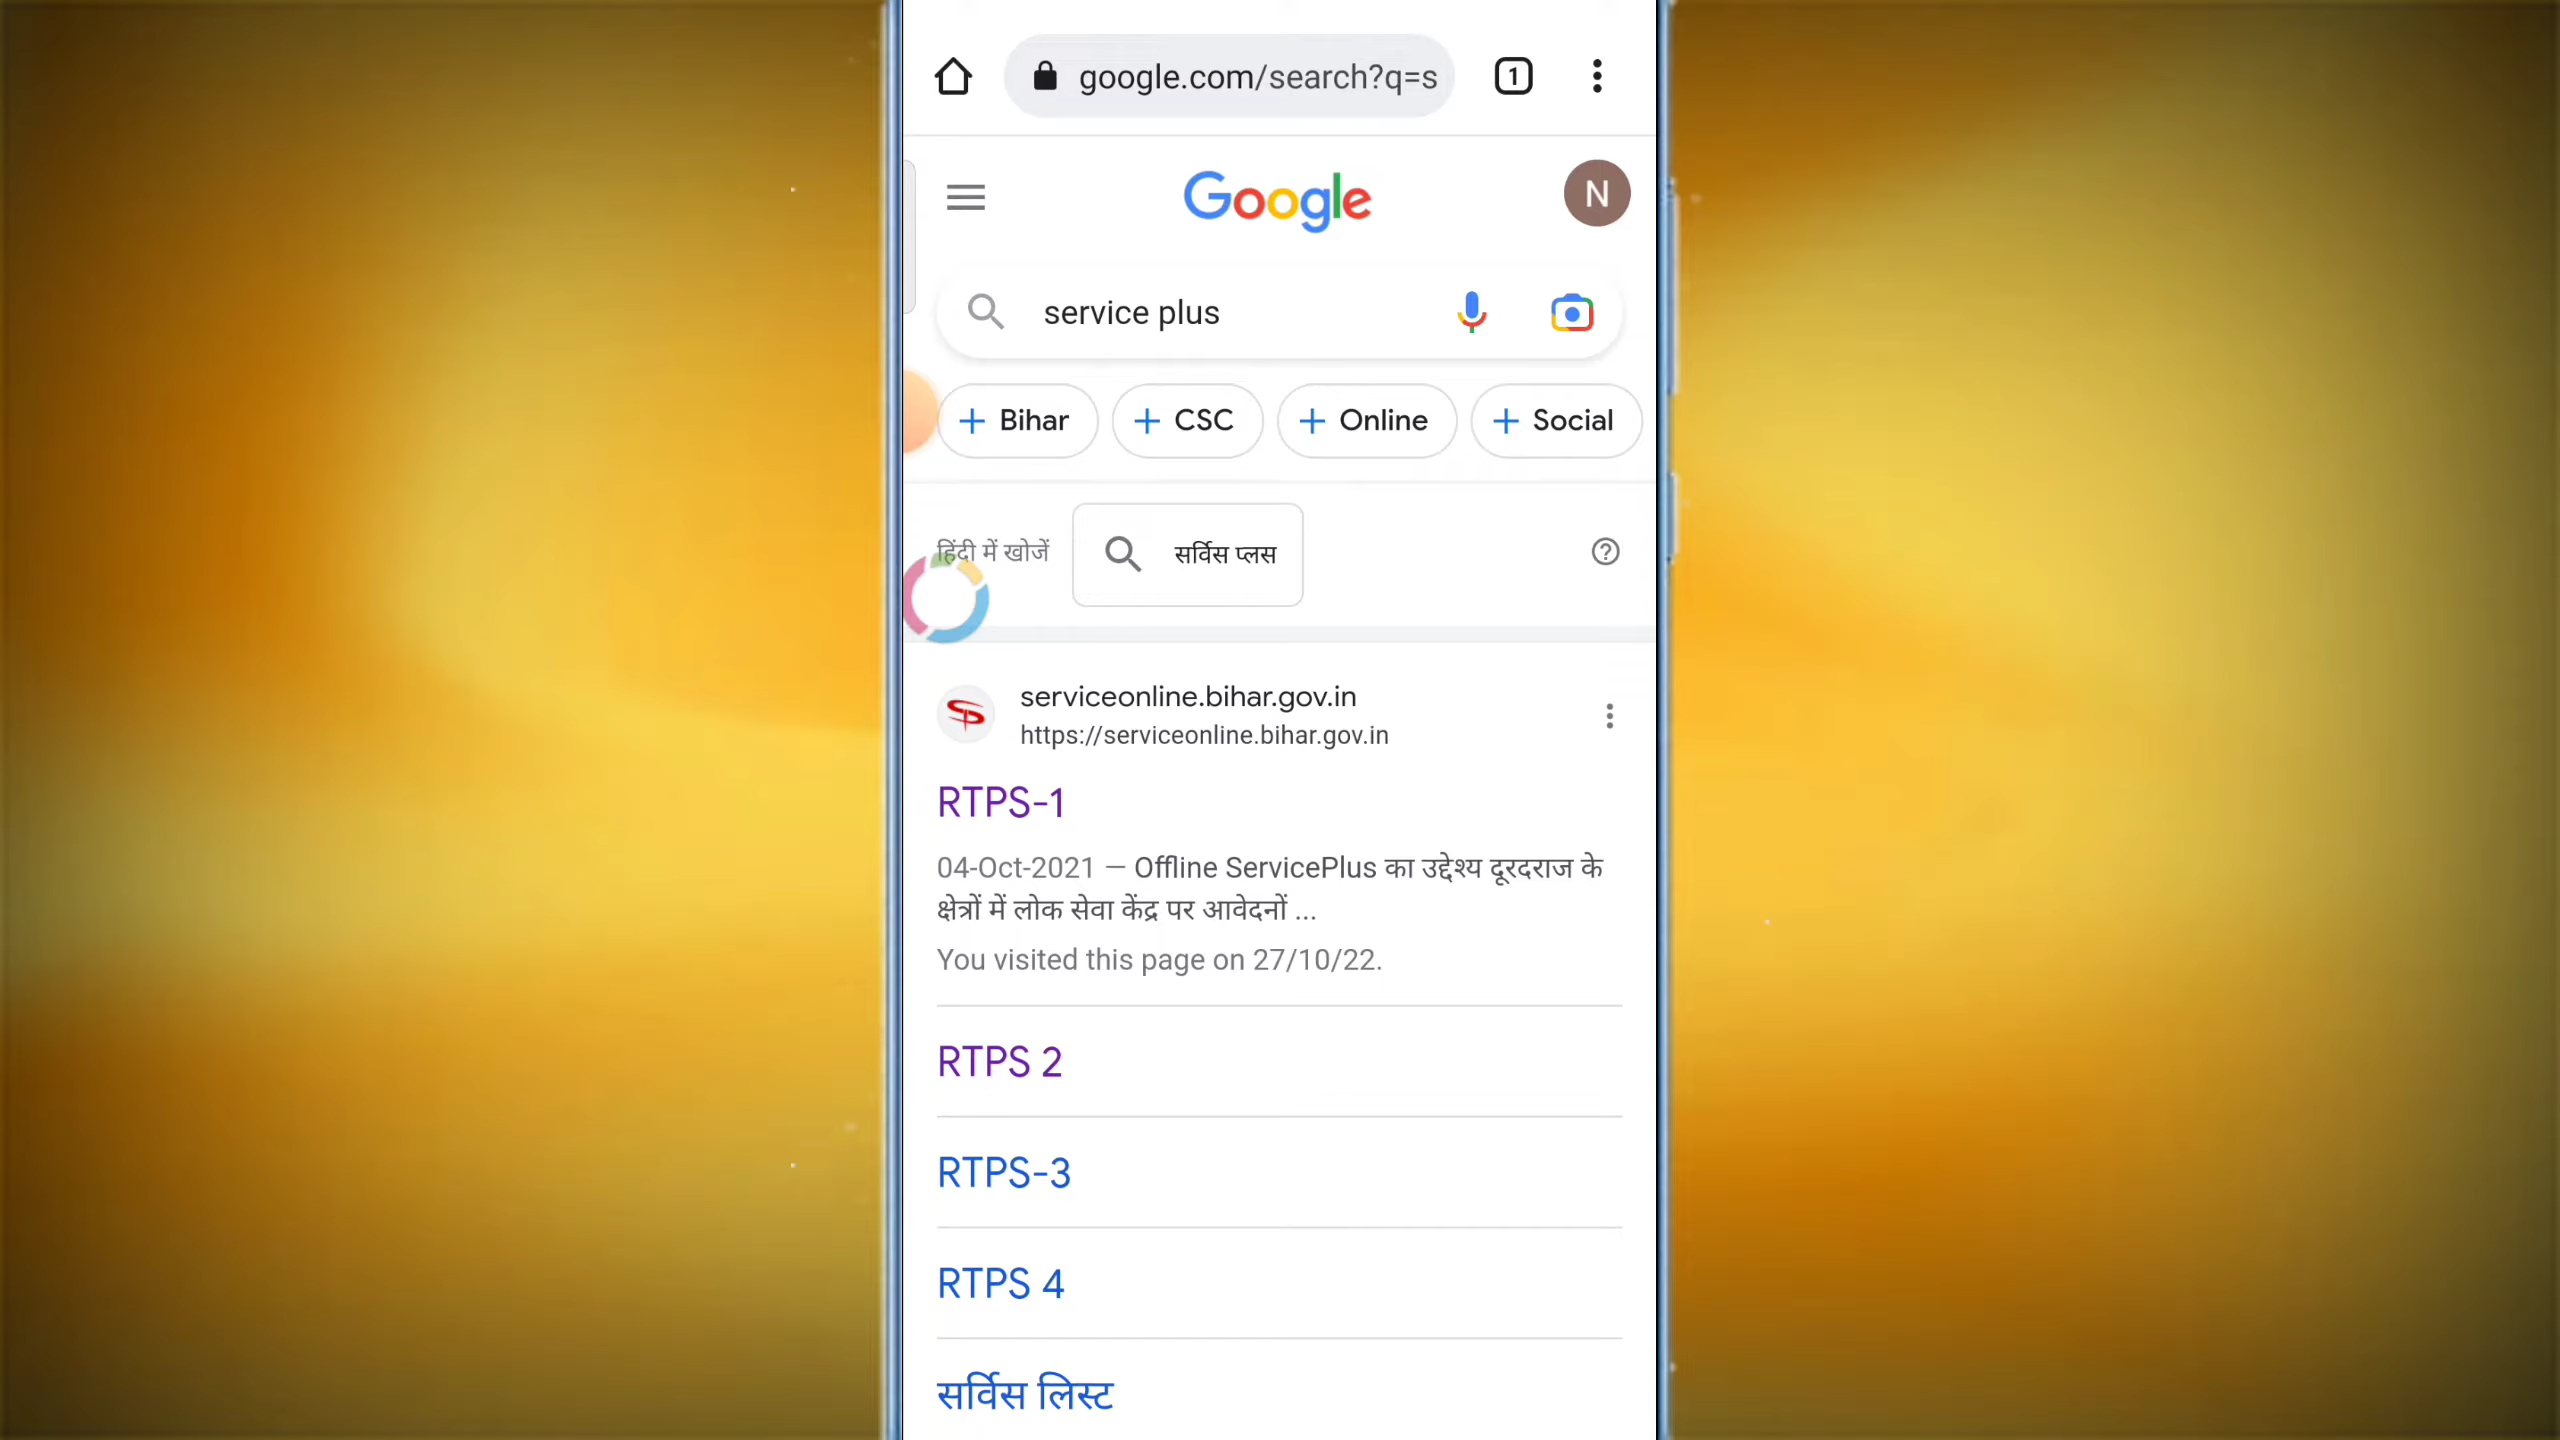 google.com/search?q=s
1
Google
N
service plus
+ Bihar
+ CSC
+ Online
+ Social
हिंदी में खोजें
सर्विस प्लस
serviceonline.bihar.gov.in
https://serviceonline.bihar.gov.in
RTPS-1
04-Oct-2021 — Offline ServicePlus का उद्देश्य दूरदराज के
क्षेत्रों में लोक सेवा केंद्र पर आवेदनों ...
You visited this page on 27/10/22.
RTPS 2
RTPS-3
RTPS 4
सर्विस लिस्ट